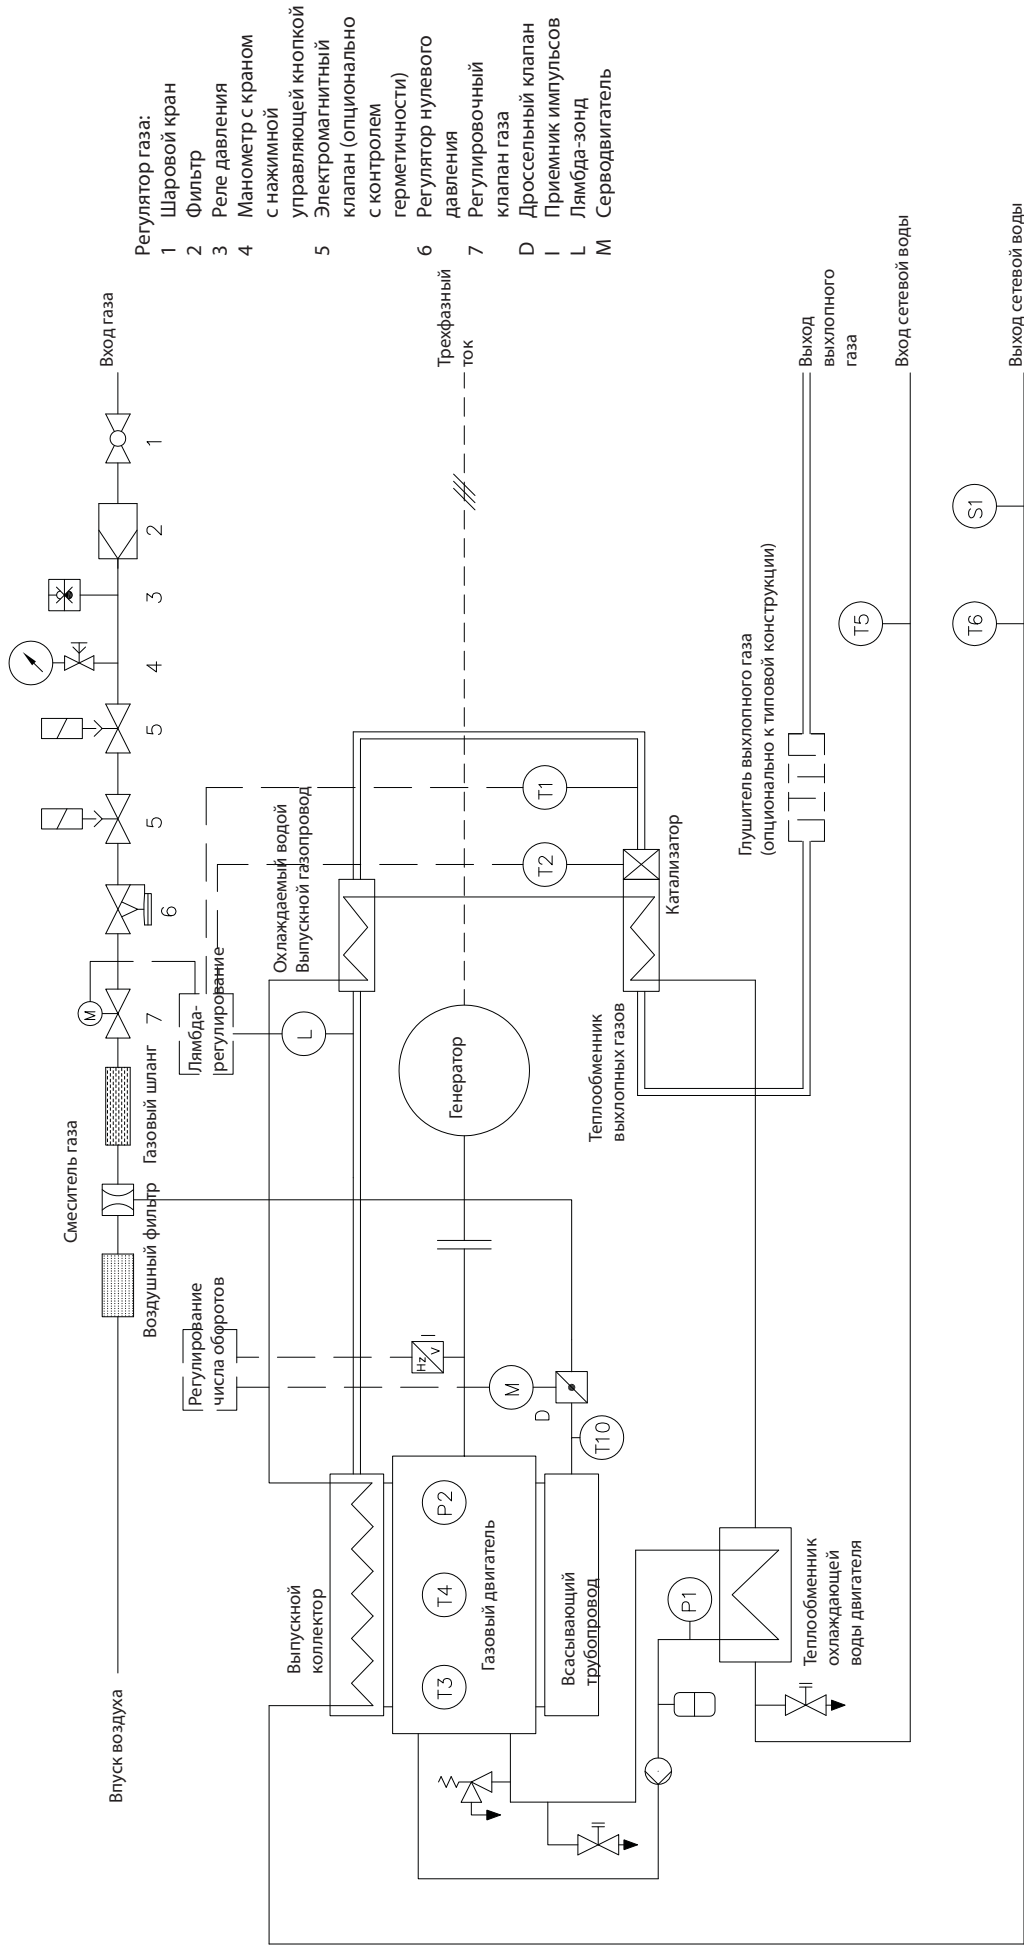 Регулятор газа:
1 Шаровой кран
2 Фильтр
3 Реле давления
4 Манометр с краном
с нажимной
управляющей кнопкой
5 Электромагнитный
клапан (опционально
с контролем
герметичности)
6 Регулятор нулевого
давления
7 Регулировочный
клапан газа
D Дроссельный клапан
I Приемник импульсов
L Лямбда-зонд
M Серводвигатель
Впуск воздуха
Воздушный фильтр
Смеситель газа
Газовый шланг
Вход газа
7
6
5
5
4
3
2
1
M
Лямбда-
регулирование
Регулирование
числа оборотов
L
Охлаждаемый водой
Выпускной газопровод
Выпускной
коллектор
T3
T4
P2
Газовый двигатель
Hz
V
I
M
D
T10
Генератор
Трехфазный
ток
T2
T1
Катализатор
Всасывающий
трубопровод
Теплообменник
выхлопных газов
P1
Теплообменник
охлаждающей
воды двигателя
Глушитель выхлопного газа
(опционально к типовой конструкции)
Выход
выхлопного
газа
T5
Вход сетевой воды
T6
S1
Выход сетевой воды